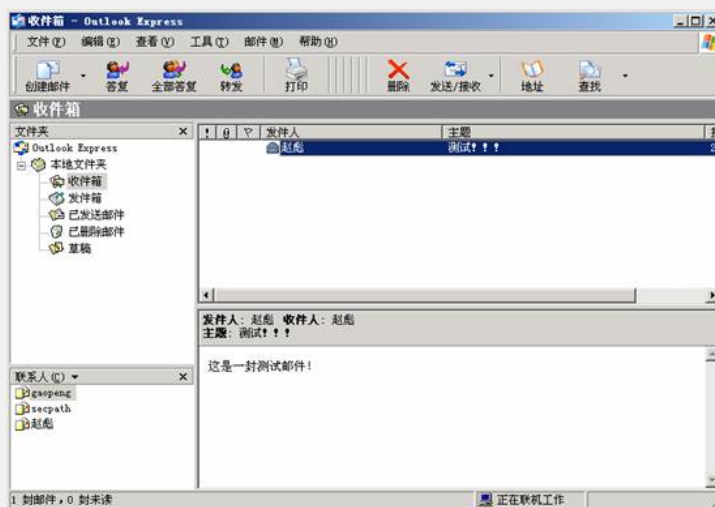 收件箱 - Outlook Express
文件(F) 编辑(E) 查看(V) 工具(T) 邮件(M) 帮助(H)
创建邮件 答复 全部答复 转发 打印 删除 发送/接收 地址 查找
收件箱
文件夹
! 发件人 主题
Outlook Express
赵彪 测试!!!
本地文件夹
收件箱
发件箱
已发送邮件
已删除邮件
草稿
发件人: 赵彪 收件人: 赵彪
主题: 测试!!!
这是一封测试邮件!
联系人(C)
gaopeng
secpath
赵彪
1 封邮件,0 封未读 正在联机工作